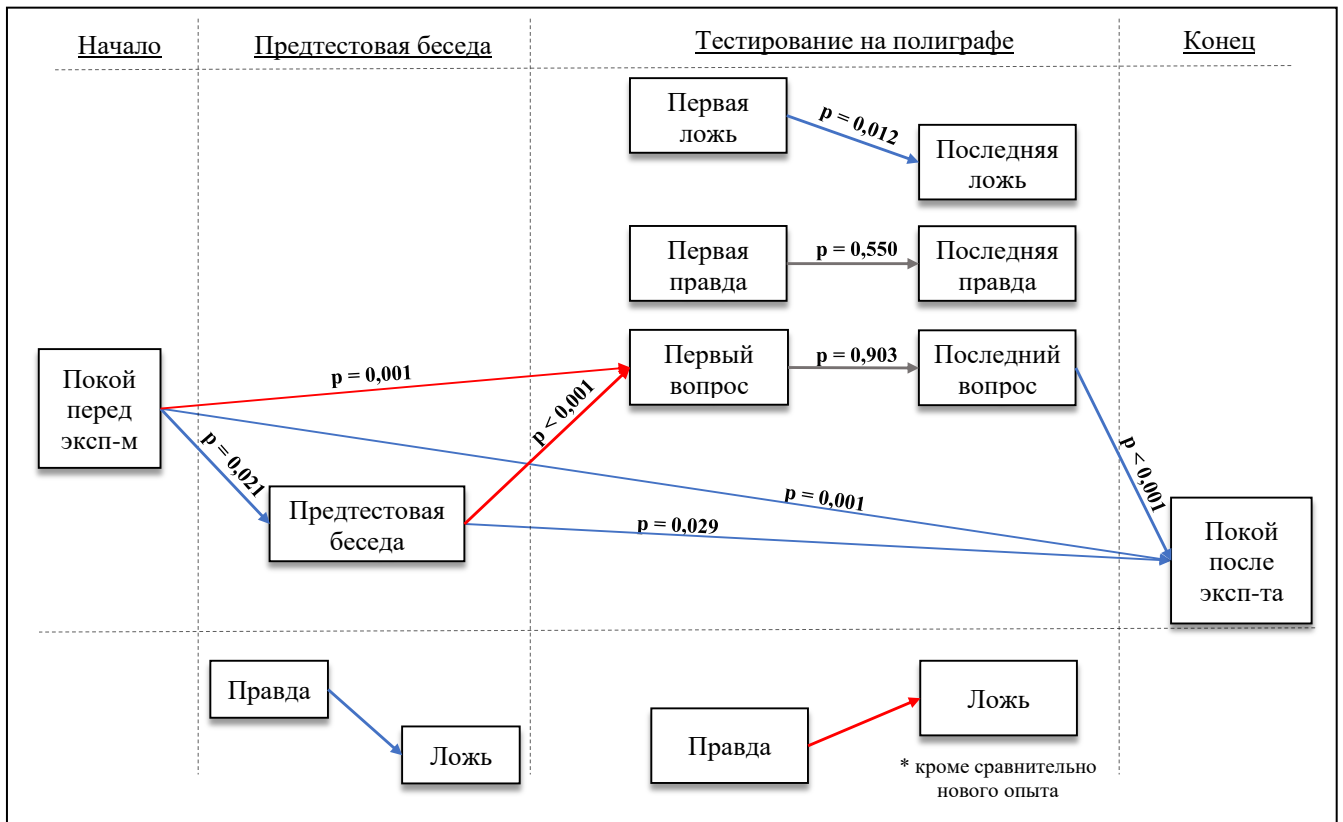 Начало
Предтестовая беседа
Тестирование на полиграфе
Конец
Первая
ложь
p = 0,012
Последняя
ложь
Первая
правда
p = 0,550
Последняя
правда
Покой
перед
эксп-м
p = 0,001
Первый
вопрос
p = 0,903
Последний
вопрос
p < 0,001
p < 0,001
p = 0,021
Предтестовая
беседа
p = 0,001
p = 0,029
Покой
после
эксп-та
Правда
Ложь
Правда
Ложь
* кроме сравнительно
нового опыта